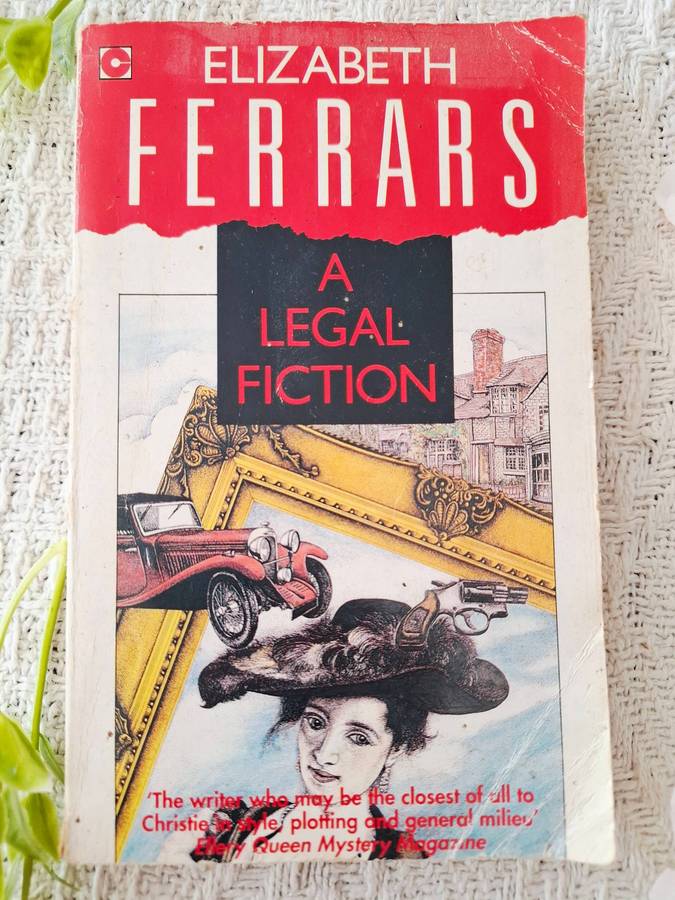 ELIZABETH
FERRARS
A
LEGAL
FICTION
'The writer who may be the closest of all to
Christie in style, plotting and general milieu'
Ellery Queen Mystery Magazine